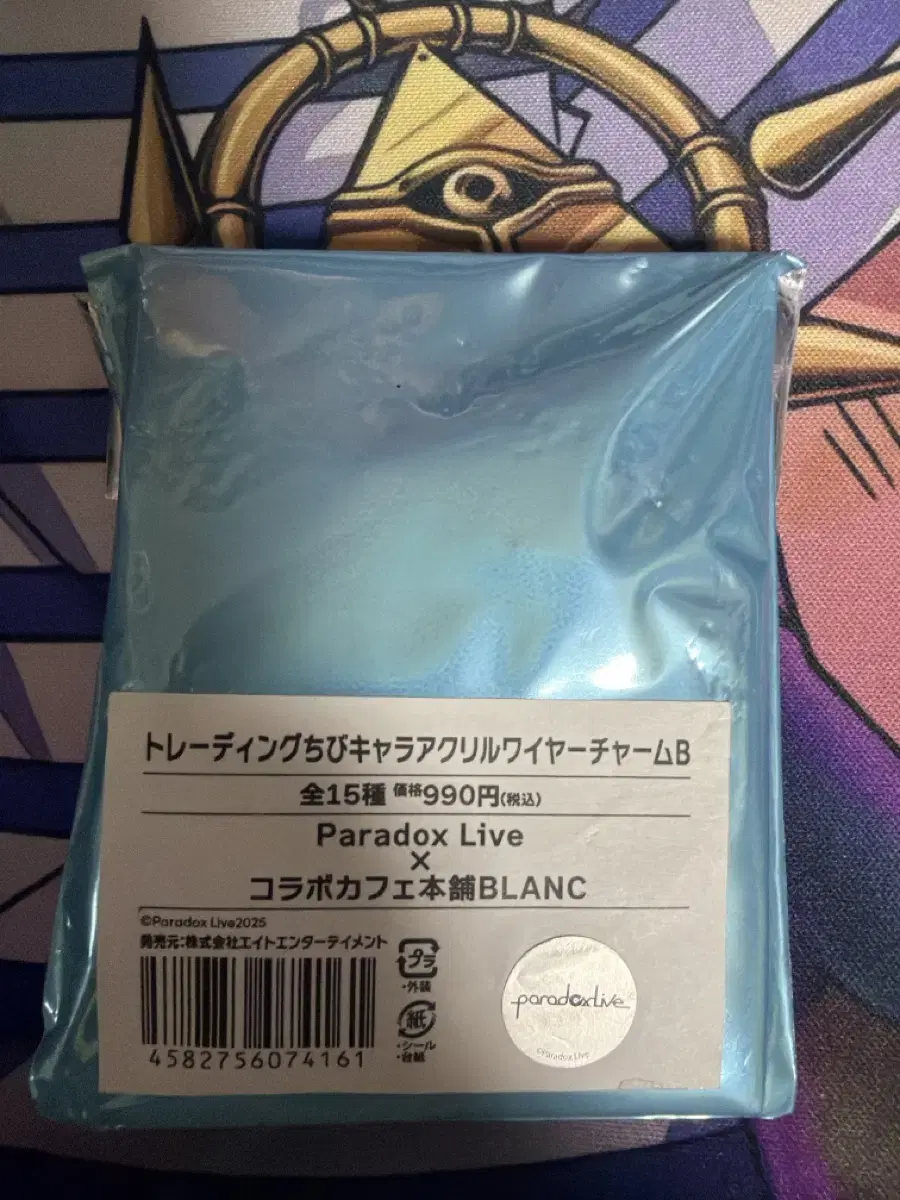 トレーディングちびキャラアクリルワイヤーチャームB
全15種 価格990円(税込)
Paradox Live
×
コラボカフェ本舗BLANC
©Paradox Live2025
発売元:株式会社エイトエンターテイメント
プラ
・外装
紙
・シール
・台紙
4582756074161
paradoxlive
©Paradox Live